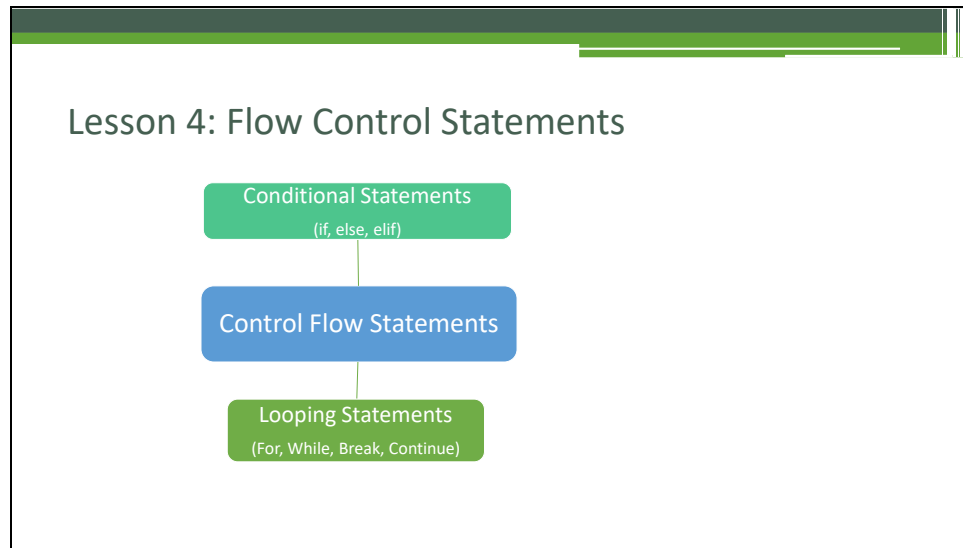 Lesson 4: Flow Control Statements
Conditional Statements
(if, else, elif)
Control Flow Statements
Looping Statements
(For, While, Break, Continue)